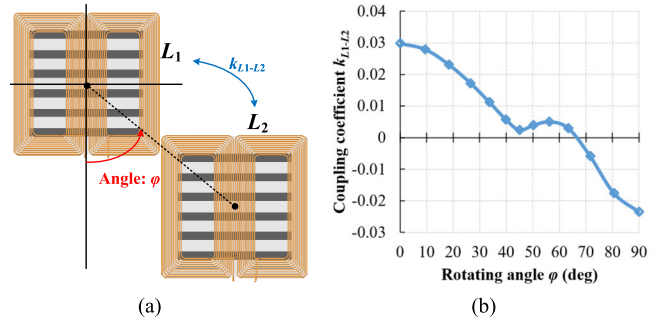 (a)
L1
kL1-L2
L2
Angle: φ
Coupling coefficient kL1-L2
0.04
0.03
0.02
0.01
0
-0.01
-0.02
-0.03
0 10 20 30 40 50 60 70 80 90
Rotating angle φ (deg)
(a)
(b)